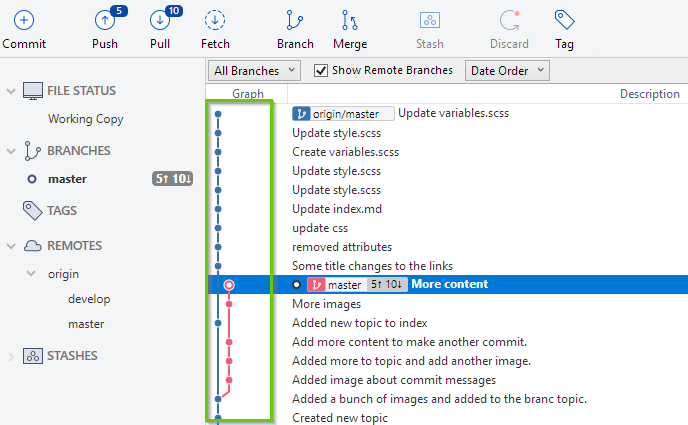 5 10
Commit Push Pull Fetch Branch Merge Stash Discard Tag
All Branches Show Remote Branches Date Order
Graph Description
FILE STATUS
Working Copy
BRANCHES
master 5↑ 10↓
TAGS
REMOTES
origin
develop
master
STASHES
origin/master Update variables.scss
Update style.scss
Create variables.scss
Update style.scss
Update style.scss
Update index.md
update css
removed attributes
Some title changes to the links
master 5↑ 10↓ More content
More images
Added new topic to index
Add more content to make another commit.
Added more to topic and add another image.
Added image about commit messages
Added a bunch of images and added to the branc topic.
Created new topic